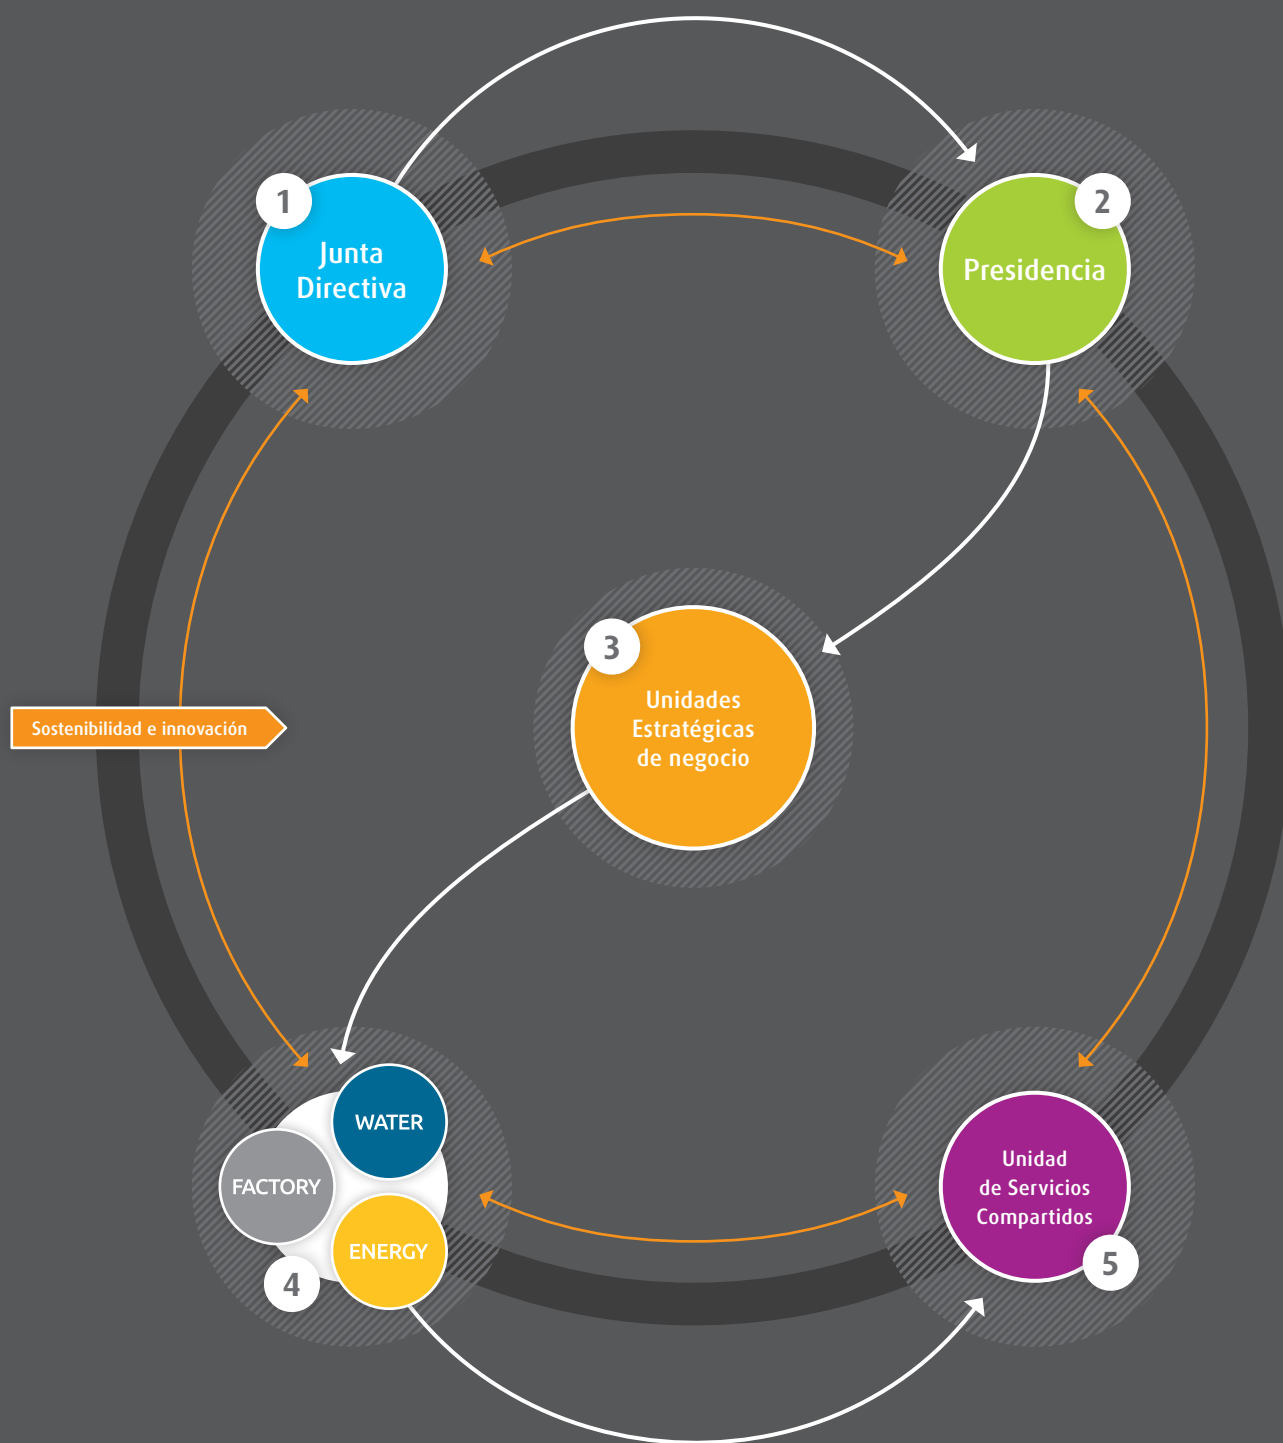 1
Junta
Directiva
2
Presidencia
3
Unidades
Estratégicas
de negocio
Sostenibilidad e innovación
WATER
FACTORY
ENERGY
4
Unidad
de Servicios
Compartidos
5